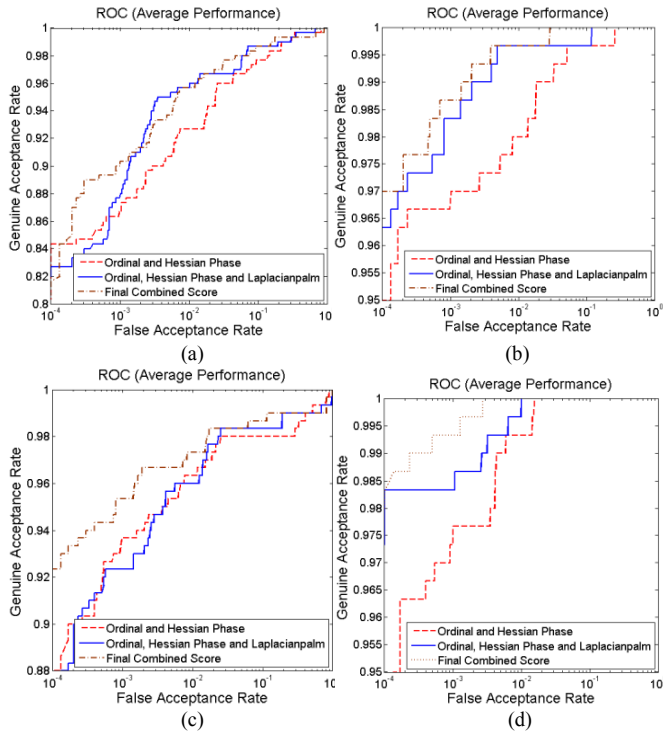 ROC (Average Performance)
1
0.98
0.96
0.94
0.92
0.9
0.88
0.86
0.84
0.82
0.8
Genuine Acceptance Rate
Ordinal and Hessian Phase
Ordinal, Hessian Phase and Laplacianpalm
Final Combined Score
10^-4 10^-3 10^-2 10^-1 10
False Acceptance Rate
(a)
ROC (Average Performance)
1
0.995
0.99
0.985
0.98
0.975
0.97
0.965
0.96
0.955
0.95
Genuine Acceptance Rate
Ordinal and Hessian Phase
Ordinal, Hessian Phase and Laplacianpalm
Final Combined Score
10^-4 10^-3 10^-2 10^-1 10^0
False Acceptance Rate
(b)
ROC (Average Performance)
1
0.98
0.96
0.94
0.92
0.9
0.88
Genuine Acceptance Rate
Ordinal and Hessian Phase
Ordinal, Hessian Phase and Laplacianpalm
Final Combined Score
10^-4 10^-3 10^-2 10^-1 10
False Acceptance Rate
(c)
ROC (Average Performance)
1
0.995
0.99
0.985
0.98
0.975
0.97
0.965
0.96
0.955
0.95
Genuine Acceptance Rate
Ordinal and Hessian Phase
Ordinal, Hessian Phase and Laplacianpalm
Final Combined Score
10^-4 10^-3 10^-2 10^-1 10^0
False Acceptance Rate
(d)